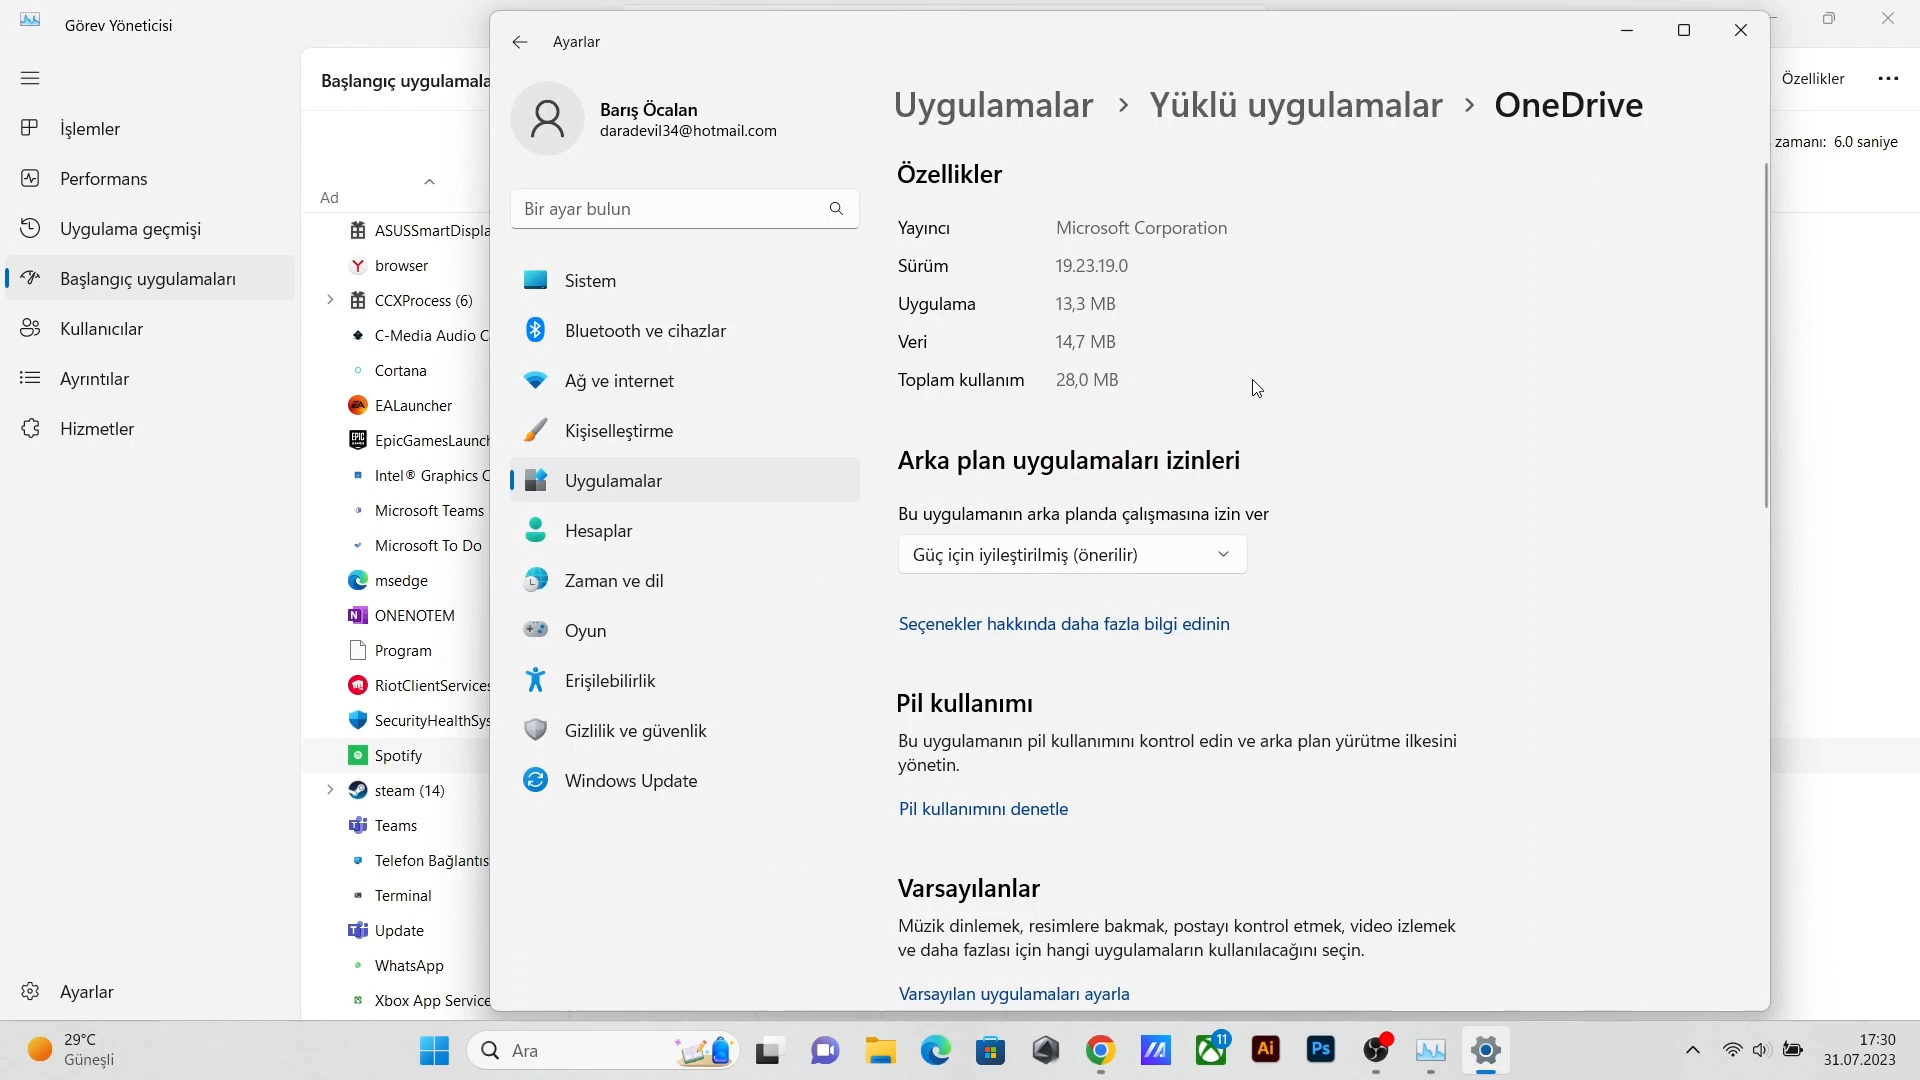 Görev Yöneticisi
İşlemler
Performans
Uygulama geçmişi
Başlangıç uygulamaları
Kullanıcılar
Ayrıntılar
Hizmetler
Ayarlar
Başlangıç uygulamala
Ad
ASUSSmartDispla
browser
CCXProcess (6)
C-Media Audio C
Cortana
EALauncher
EpicGamesLaunch
Intel® Graphics C
Microsoft Teams
Microsoft To Do
msedge
ONENOTEM
Program
RiotClientServices
SecurityHealthSys
Spotify
steam (14)
Teams
Telefon Bağlantıs
Terminal
Update
WhatsApp
Xbox App Service
Özellikler
zamanı: 6.0 saniye
Ayarlar
Barış Öcalan
daradevil34@hotmail.com
Bir ayar bulun
Sistem
Bluetooth ve cihazlar
Ağ ve internet
Kişiselleştirme
Uygulamalar
Hesaplar
Zaman ve dil
Oyun
Erişilebilirlik
Gizlilik ve güvenlik
Windows Update
Uygulamalar > Yüklü uygulamalar > OneDrive
Özellikler
Yayıncı Microsoft Corporation
Sürüm 19.23.19.0
Uygulama 13,3 MB
Veri 14,7 MB
Toplam kullanım 28,0 MB
Arka plan uygulamaları izinleri
Bu uygulamanın arka planda çalışmasına izin ver
Güç için iyileştirilmiş (önerilir)
Seçenekler hakkında daha fazla bilgi edinin
Pil kullanımı
Bu uygulamanın pil kullanımını kontrol edin ve arka plan yürütme ilkesini
yönetin.
Pil kullanımını denetle
Varsayılanlar
Müzik dinlemek, resimlere bakmak, postayı kontrol etmek, video izlemek
ve daha fazlası için hangi uygulamaların kullanılacağını seçin.
Varsayılan uygulamaları ayarla
29°C
Güneşli
Ara
11
Ai
Ps
17:30
31.07.2023